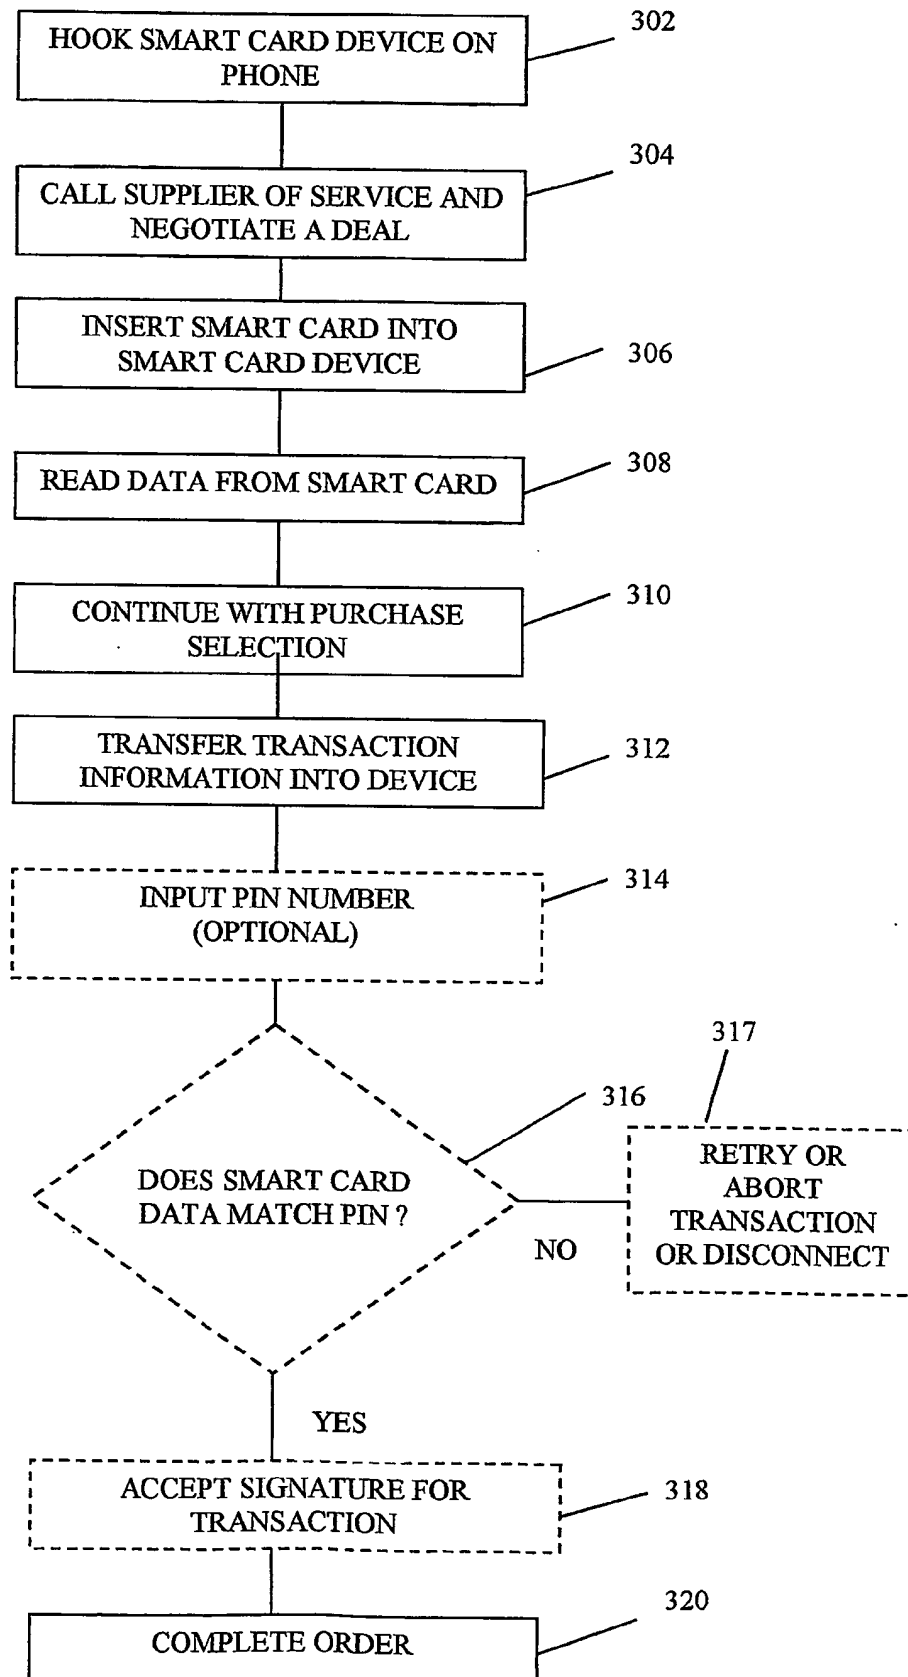 302
HOOK SMART CARD DEVICE ON
PHONE
304
CALL SUPPLIER OF SERVICE AND
NEGOTIATE A DEAL
INSERT SMART CARD INTO
SMART CARD DEVICE
306
308
READ DATA FROM SMART CARD
310
CONTINUE WITH PURCHASE
SELECTION
312
TRANSFER TRANSACTION
INFORMATION INTO DEVICE
314
INPUT PIN NUMBER
(OPTIONAL)
317
316
RETRY OR
ABORT
TRANSACTION
OR DISCONNECT
DOES SMART CARD
DATA MATCH PIN ?
NO
YES
ACCEPT SIGNATURE FOR
TRANSACTION
318
320
COMPLETE ORDER